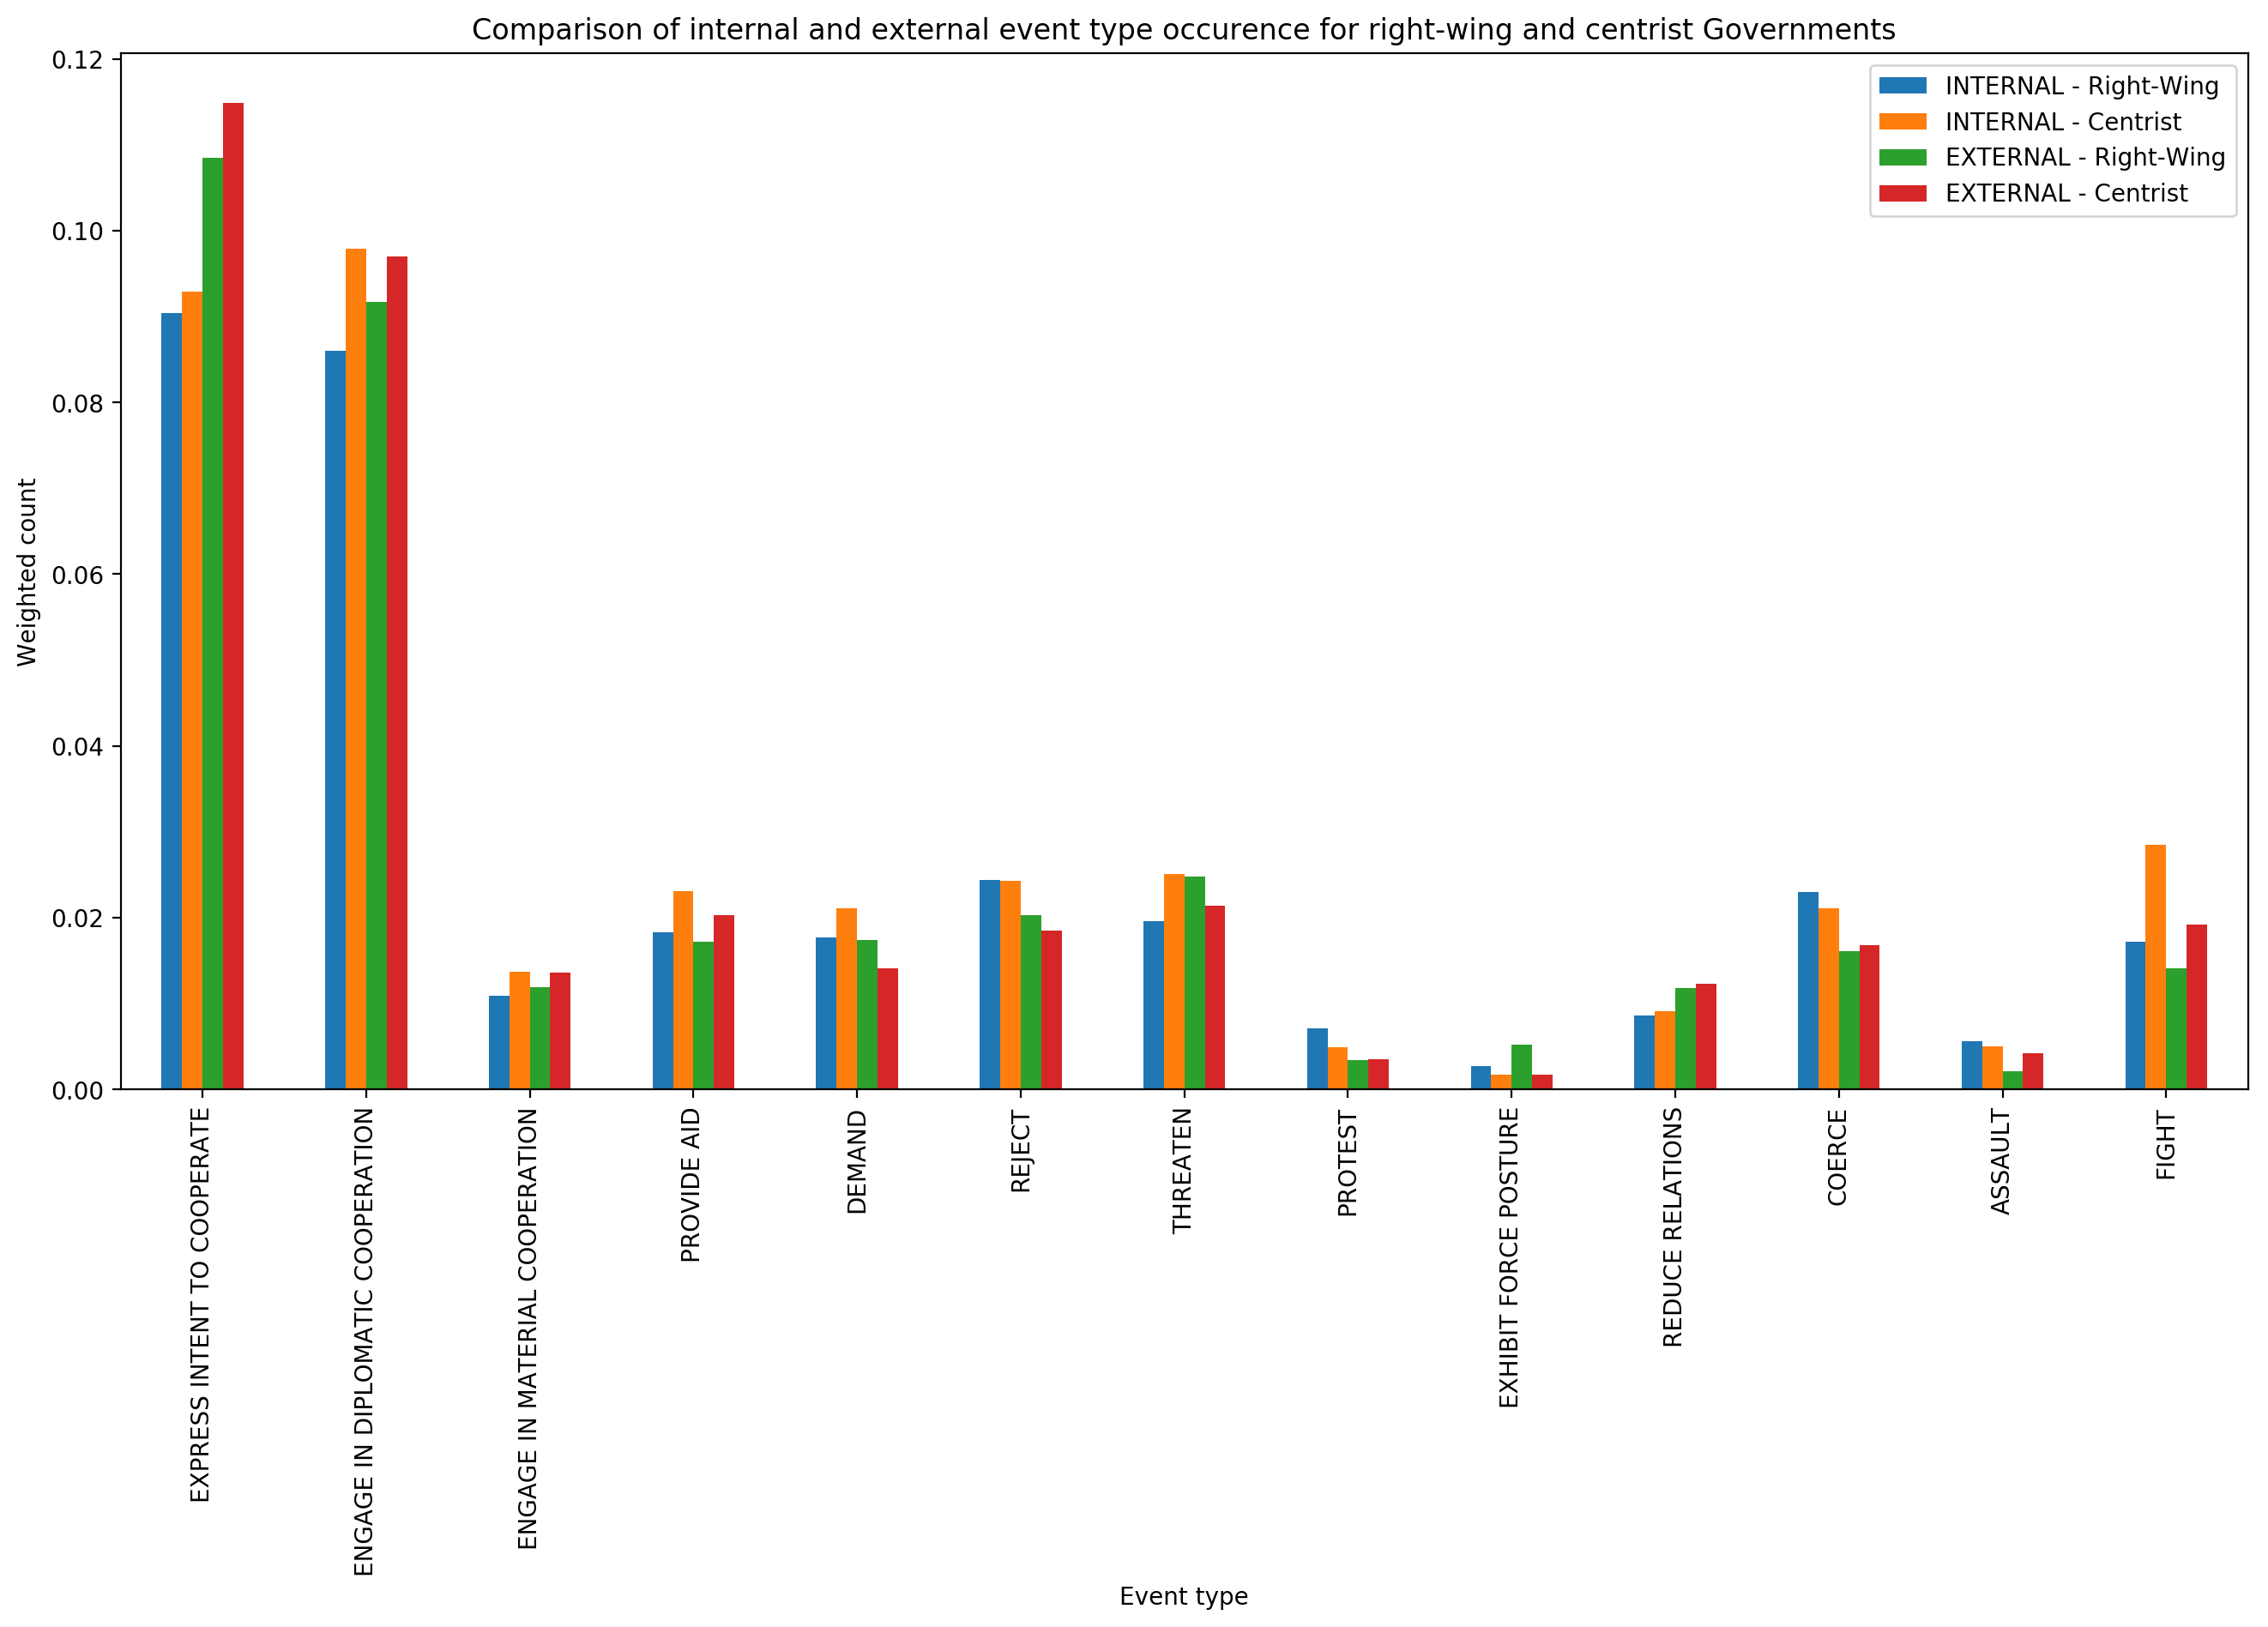 Comparison of internal and external event type occurence for right-wing and centrist Governments
INTERNAL - Right-Wing
INTERNAL - Centrist
EXTERNAL - Right-Wing
EXTERNAL - Centrist
Weighted count
0.12
0.10
0.08
0.06
0.04
0.02
0.00
EXPRESS INTENT TO COOPERATE
ENGAGE IN DIPLOMATIC COOPERATION
ENGAGE IN MATERIAL COOPERATION
PROVIDE AID
DEMAND
REJECT
THREATEN
PROTEST
EXHIBIT FORCE POSTURE
REDUCE RELATIONS
COERCE
ASSAULT
FIGHT
Event type